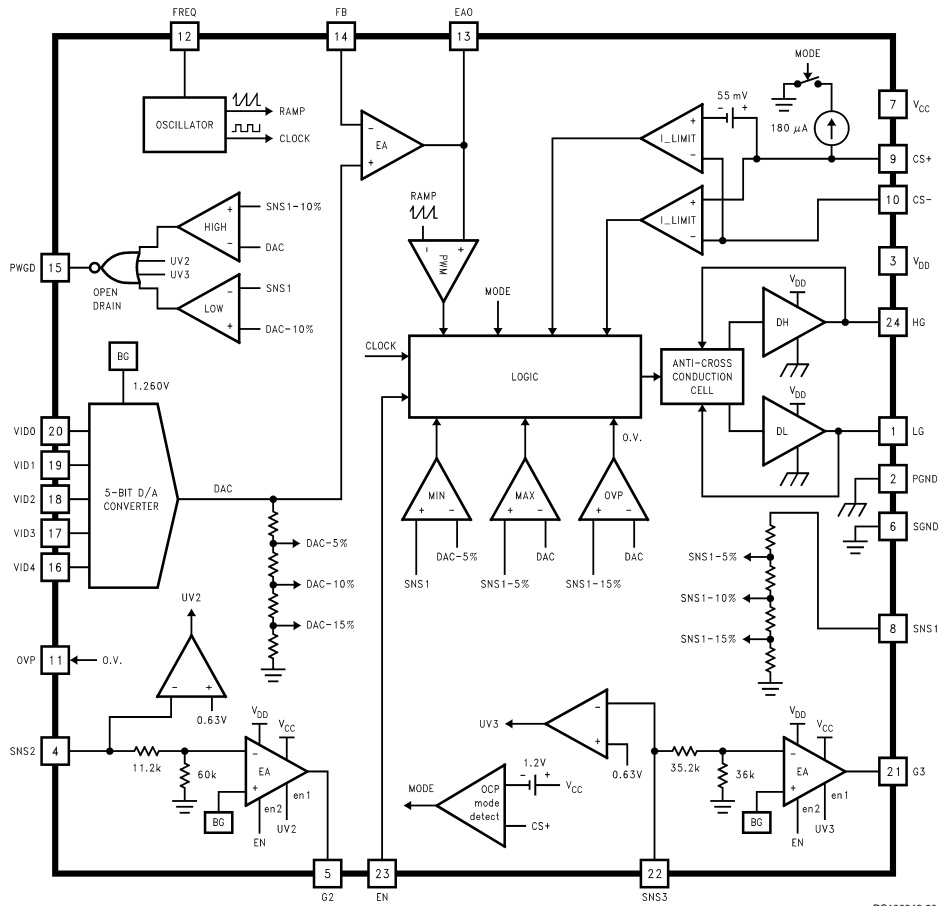 FREQ
12
FB
14
EAO
13
OSCILLATOR
RAMP
CLOCK
-
EA
+
MODE
55 mV
- +
180 µA
7
VCC
+
I_LIMIT
-
9
CS+
+
I_LIMIT
-
10
CS-
3
VDD
RAMP
- +
PWM
PWGD
15
OPEN
DRAIN
+
HIGH
-
SNS1-10%
DAC
UV2
UV3
-
LOW
+
SNS1
DAC-10%
MODE
CLOCK
LOGIC
ANTI-CROSS
CONDUCTION
CELL
VDD
DH
24
HG
VDD
DL
1
LG
2
PGND
6
SGND
BG
1.260V
VID0
20
VID1
19
VID2
18
VID3
17
VID4
16
5-BIT D/A
CONVERTER
DAC
DAC-5%
DAC-10%
DAC-15%
O.V.
MIN
+ -
MAX
+ -
OVP
+ -
DAC-5%
DAC
DAC
SNS1
SNS1-5%
SNS1-15%
SNS1-5%
SNS1-10%
SNS1-15%
8
SNS1
UV2
- +
0.63V
OVP
11
O.V.
SNS2
4
11.2k
60k
VDD
VCC
-
EA
+
en1
en2
BG
EN
UV2
5
G2
23
EN
UV3
-
+
0.63V
MODE
OCP
mode
detect
1.2V
- +
VCC
CS+
35.2k
36k
VDD
VCC
-
EA
+
en1
en2
BG
EN
UV3
21
G3
22
SNS3